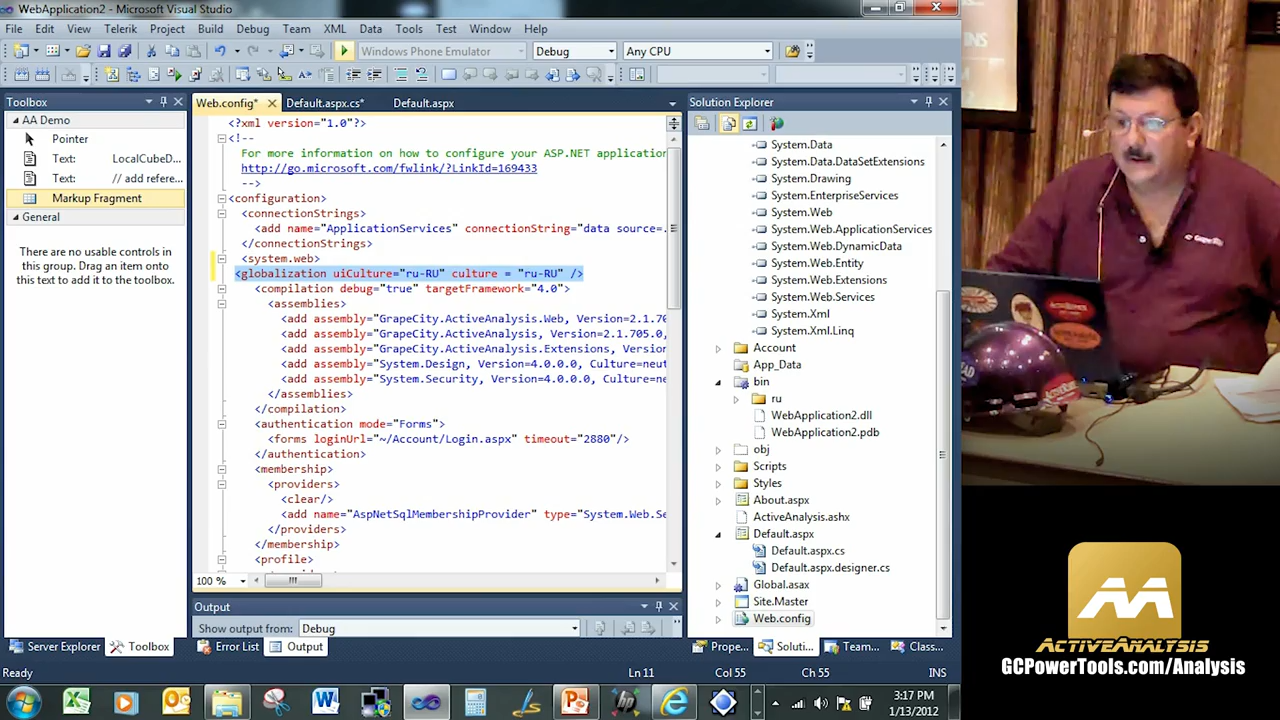 WebApplication2 - Microsoft Visual Studio
File Edit View Telerik Project Build Debug Team XML Data Tools Test Window Help
Windows Phone Emulator Debug Any CPU
Toolbox
AA Demo
Pointer
Text: LocalCubeD...
Text: // add refere...
Markup Fragment
General
There are no usable controls in
this group. Drag an item onto
this text to add it to the toolbox.
Server Explorer Toolbox
Web.config* Default.aspx.cs* Default.aspx
<?xml version="1.0"?>
<!--
For more information on how to configure your ASP.NET application
http://go.microsoft.com/fwlink/?LinkId=169433
-->
<configuration>
<connectionStrings>
<add name="ApplicationServices" connectionString="data source=.
</connectionStrings>
<system.web>
<globalization uiCulture="ru-RU" culture = "ru-RU" />
<compilation debug="true" targetFramework="4.0">
<assemblies>
<add assembly="GrapeCity.ActiveAnalysis.Web, Version=2.1.70
<add assembly="GrapeCity.ActiveAnalysis, Version=2.1.705.0,
<add assembly="GrapeCity.ActiveAnalysis.Extensions, Version
<add assembly="System.Design, Version=4.0.0.0, Culture=neut
<add assembly="System.Security, Version=4.0.0.0, Culture=ne
</assemblies>
</compilation>
<authentication mode="Forms">
<forms loginUrl="~/Account/Login.aspx" timeout="2880"/>
</authentication>
<membership>
<providers>
<clear/>
<add name="AspNetSqlMembershipProvider" type="System.Web.Se
</providers>
</membership>
<profile>
100 %
Output
Show output from: Debug
Error List Output
Solution Explorer
System.Data
System.Data.DataSetExtensions
System.Drawing
System.EnterpriseServices
System.Web
System.Web.ApplicationServices
System.Web.DynamicData
System.Web.Entity
System.Web.Extensions
System.Web.Services
System.Xml
System.Xml.Linq
Account
App_Data
bin
ru
WebApplication2.dll
WebApplication2.pdb
obj
Scripts
Styles
About.aspx
ActiveAnalysis.ashx
Default.aspx
Default.aspx.cs
Default.aspx.designer.cs
Global.asax
Site.Master
Web.config
Prope... Soluti... Team... Class...
Ready Ln 11 Col 55 Ch 55 INS
3:17 PM
1/13/2012
ACTIVEANALYSIS
GCPowerTools.com/Analysis